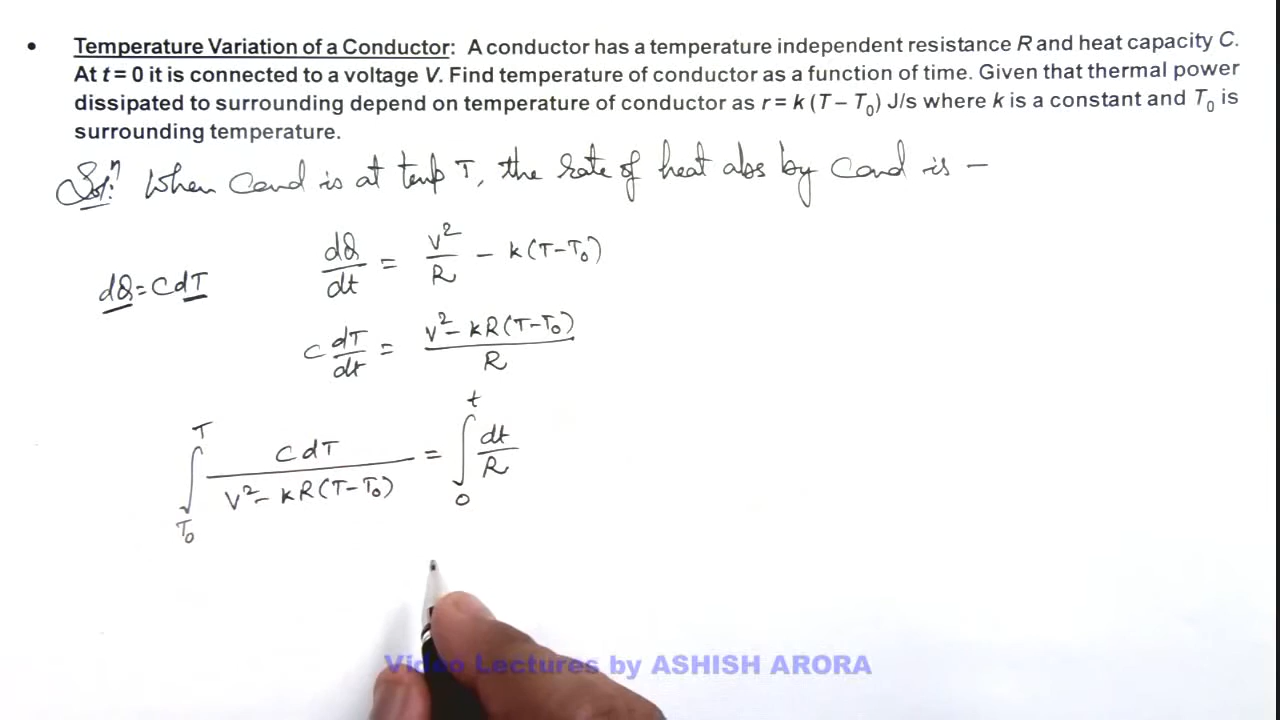 • Temperature Variation of a Conductor: A conductor has a temperature independent resistance R and heat capacity C.
At t = 0 it is connected to a voltage V. Find temperature of conductor as a function of time. Given that thermal power
dissipated to surrounding depend on temperature of conductor as r = k (T – T₀) J/s where k is a constant and T₀ is
surrounding temperature.
Solⁿ: When Cond is at temp T, the rate of heat abs by Cond is –
dQ/dt = V²/R – k(T–T₀)
dQ = CdT
C dT/dt = (V² – kR(T–T₀))/R
∫_{T₀}^{T} CdT/(V² – kR(T–T₀)) = ∫_{0}^{t} dt/R
Video Lectures by ASHISH ARORA